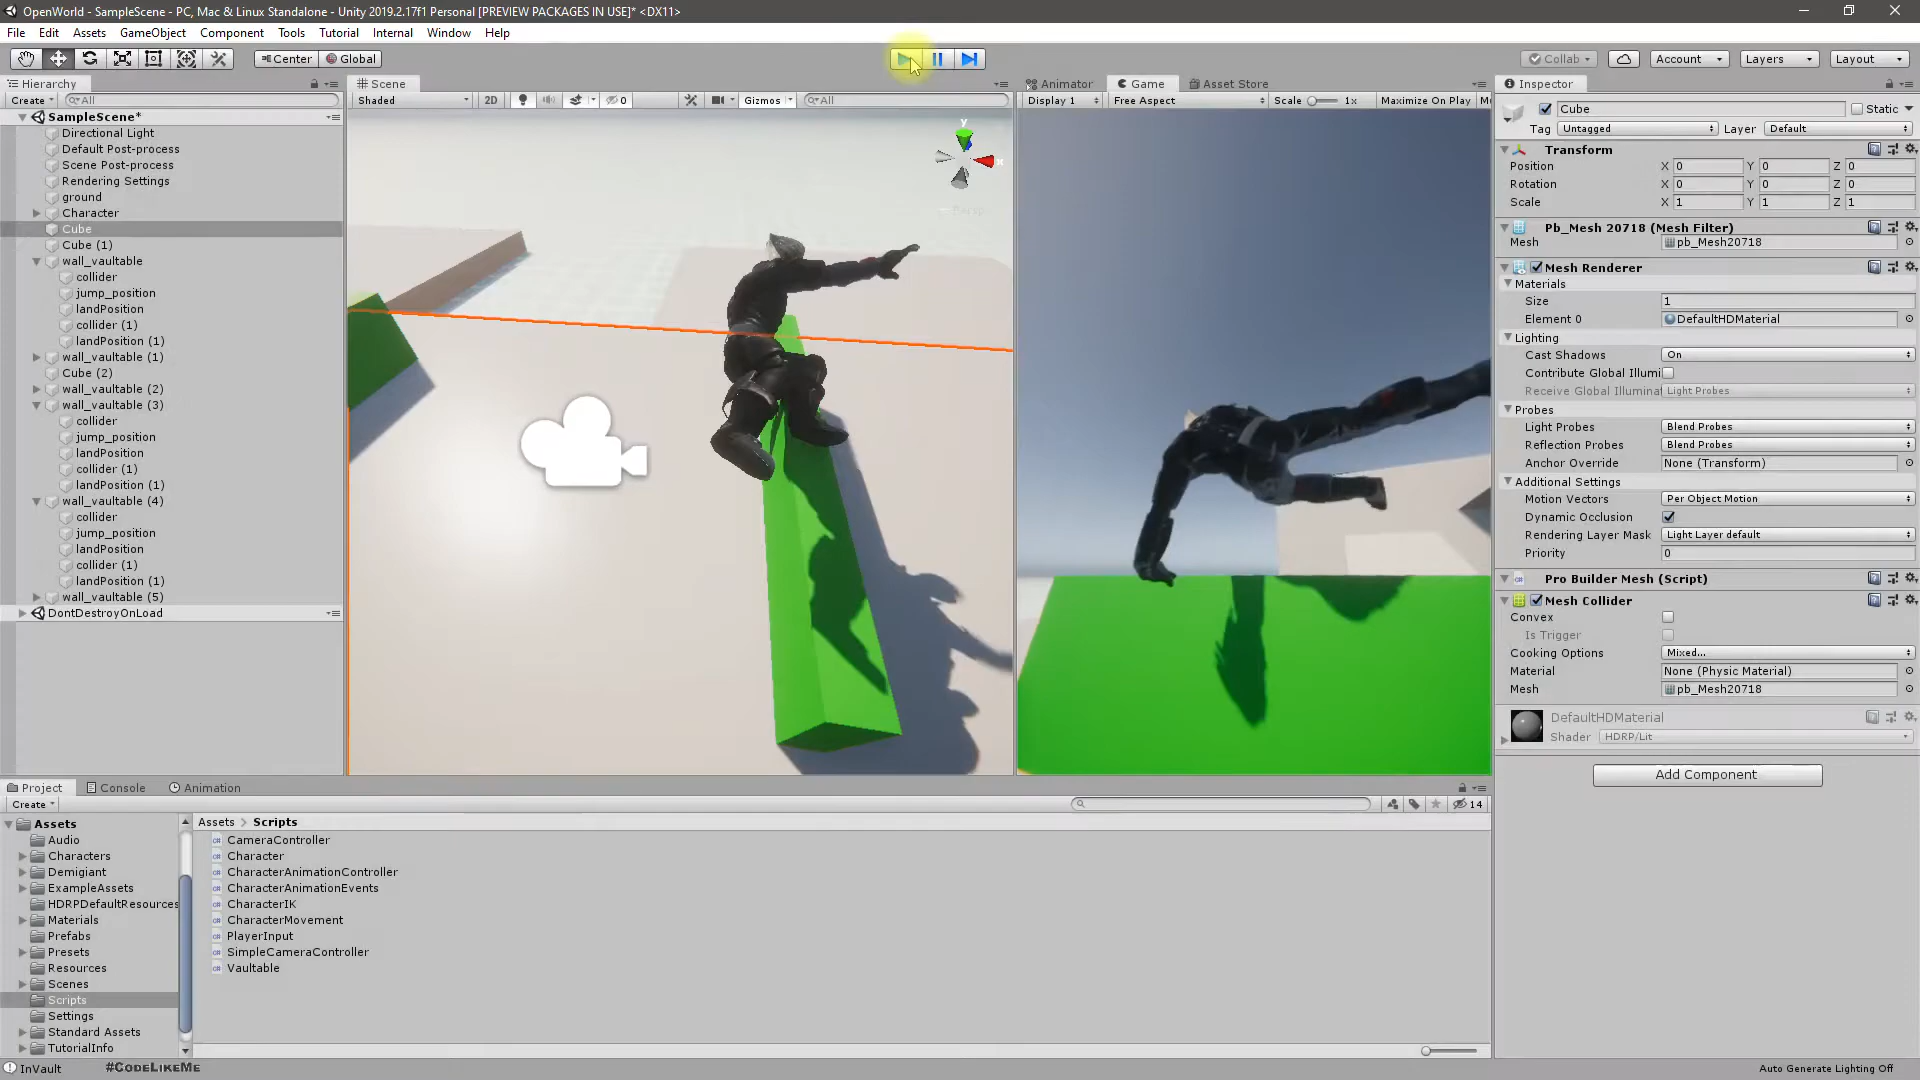 OpenWorld - SampleScene - PC, Mac & Linux Standalone - Unity 2019.2.17f1 Personal [PREVIEW PACKAGES IN USE]* <DX11>
File Edit Assets GameObject Component Tools Tutorial Internal Window Help
Center Global Collab Account Layers Layout
Hierarchy
Create All
SampleScene*
Directional Light
Default Post-process
Scene Post-process
Rendering Settings
ground
Character
Cube
Cube (1)
wall_vaultable
collider
jump_position
landPosition
collider (1)
landPosition (1)
wall_vaultable (1)
Cube (2)
wall_vaultable (2)
wall_vaultable (3)
collider
jump_position
landPosition
collider (1)
landPosition (1)
wall_vaultable (4)
collider
jump_position
landPosition
collider (1)
landPosition (1)
wall_vaultable (5)
DontDestroyOnLoad
Scene
Shaded 2D 0 Gizmos All
y
x
Persp
Animator Game Asset Store
Display 1 Free Aspect Scale 1x Maximize On Play
Inspector
Cube Static
Tag Untagged Layer Default
Transform
Position X 0 Y 0 Z 0
Rotation X 0 Y 0 Z 0
Scale X 1 Y 1 Z 1
Pb_Mesh 20718 (Mesh Filter)
Mesh pb_Mesh20718
Mesh Renderer
Materials
Size 1
Element 0 DefaultHDMaterial
Lighting
Cast Shadows On
Contribute Global Illumi
Receive Global Illumina Light Probes
Probes
Light Probes Blend Probes
Reflection Probes Blend Probes
Anchor Override None (Transform)
Additional Settings
Motion Vectors Per Object Motion
Dynamic Occlusion
Rendering Layer Mask Light Layer default
Priority 0
Pro Builder Mesh (Script)
Mesh Collider
Convex
Is Trigger
Cooking Options Mixed...
Material None (Physic Material)
Mesh pb_Mesh20718
DefaultHDMaterial
Shader HDRP/Lit
Add Component
Project Console Animation
Create 14
Assets
Audio
Characters
Demigiant
ExampleAssets
HDRPDefaultResources
Materials
Prefabs
Presets
Resources
Scenes
Scripts
Settings
Standard Assets
TutorialInfo
Assets > Scripts
CameraController
Character
CharacterAnimationController
CharacterAnimationEvents
CharacterIK
CharacterMovement
PlayerInput
SimpleCameraController
Vaultable
InVault #CodeLikeMe
Auto Generate Lighting Off